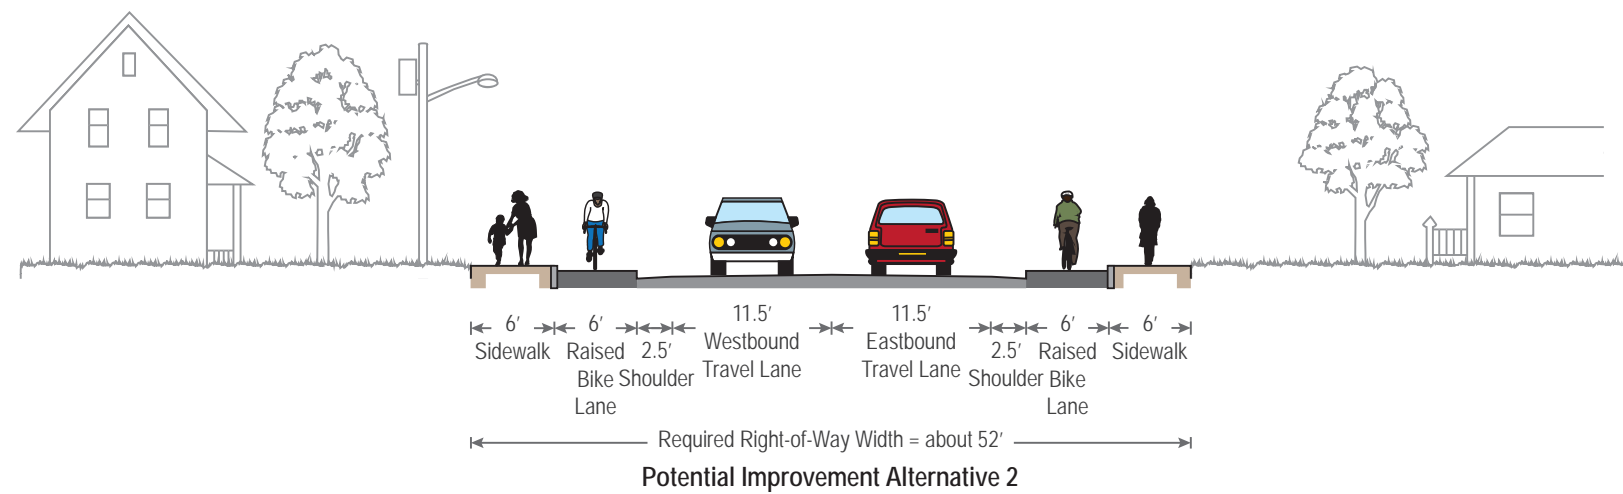 6′
Sidewalk
6′
Raised
Bike
Lane
2.5′
Shoulder
11.5′
Westbound
Travel Lane
11.5′
Eastbound
Travel Lane
2.5′
Shoulder
6′
Raised
Bike
Lane
6′
Sidewalk
Required Right-of-Way Width = about 52′
Potential Improvement Alternative 2